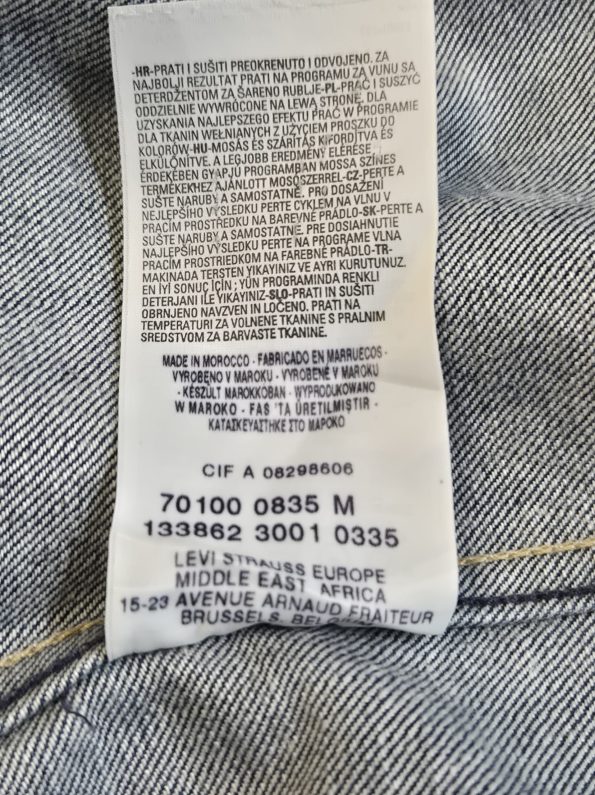 -HR-PRATI I SUŠITI PREOKRENUTO I ODVOJENO. ZA
NAJBOLJI REZULTAT PRATI NA PROGRAMU ZA VUNU SA
DETERDŽENTOM ZA ŠARENO RUBLJE-PL-PRAĆ I SUSZYĆ
ODDZIELNIE WYWRÓCONE NA LEWĄ STRONĘ. DLA
UZYSKANIA NAJLEPSZEGO EFEKTU PRAĆ W PROGRAMIE
DLA TKANIN WEŁNIANYCH Z UŻYCIEM PROSZKU DO
KOLORÓW-HU-MOSÁS ÉS SZÁRÍTÁS KIFORDÍTVA ÉS
ELKÜLÖNÍTVE. A LEGJOBB EREDMÉNY ELÉRÉSE
ÉRDEKÉBEN GYAPJÚ PROGRAMBAN MOSSA SZÍNES
TERMÉKEKHEZ AJÁNLOTT MOSÓSZERREL-CZ-PERTE A
SUŠTE NARUBY A SAMOSTATNĚ. PRO DOSAŽENÍ
NEJLEPŠÍHO VÝSLEDKU PERTE CYKLEM NA VLNU V
PRACÍM PROSTŘEDKU NA BAREVNÉ PRÁDLO-SK-PERTE A
SUŠTE NARUBY A SAMOSTATNE. PRE DOSIAHNUTIE
NAJLEPŠIEHO VÝSLEDKU PERTE NA PROGRAME VLNA
PRACÍM PROSTRIEDKOM NA FAREBNÉ PRÁDLO-TR-
MAKINADA TERSTEN YIKAYINIZ VE AYRI KURUTUNUZ.
EN İYİ SONUÇ İÇİN ; YÜN PROGRAMINDA RENKLI
DETERJANI ILE YIKAYINIZ-SLO-PRATI IN SUŠITI
OBRNJENO NAVZVEN IN LOČENO. PRATI NA
TEMPERATURI ZA VOLNENE TKANINE S PRALNIM
SREDSTVOM ZA BARVASTE TKANINE.
MADE IN MOROCCO - FABRICADO EN MARRUECOS -
VYROBENO V MAROKU - VYROBENÉ V MAROKU
- KÉSZÜLT MAROKKÓBAN - WYPRODUKOWANO
W MAROKO - FAS 'TA ÜRETILMIŞTIR -
ΚΑΤΑΣΚΕΥΑΣΤΗΚΕ ΣΤΟ ΜΑΡΟΚΟ
CIF A 08298606
70100 0835 M
133862 3001 0335
LEVI STRAUSS EUROPE
MIDDLE EAST AFRICA
15-23 AVENUE ARNAUD FRAITEUR
BRUSSELS,